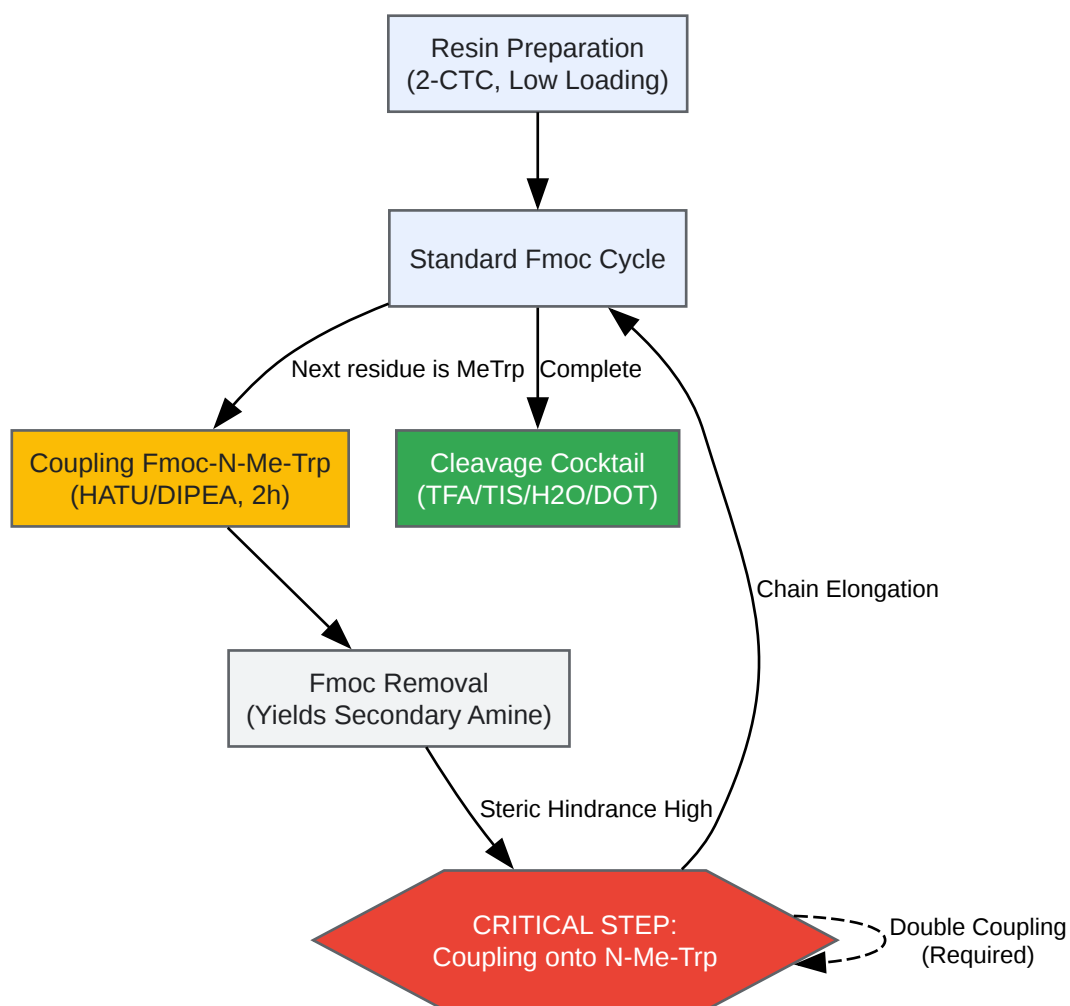 Resin Preparation
(2-CTC, Low Loading)
Standard Fmoc Cycle
Next residue is MeTrp
Complete
Coupling Fmoc-N-Me-Trp
(HATU/DIPEA, 2h)
Cleavage Cocktail
(TFA/TIS/H2O/DOT)
Chain Elongation
Fmoc Removal
(Yields Secondary Amine)
Steric Hindrance High
CRITICAL STEP:
Coupling onto N-Me-Trp
Double Coupling
(Required)